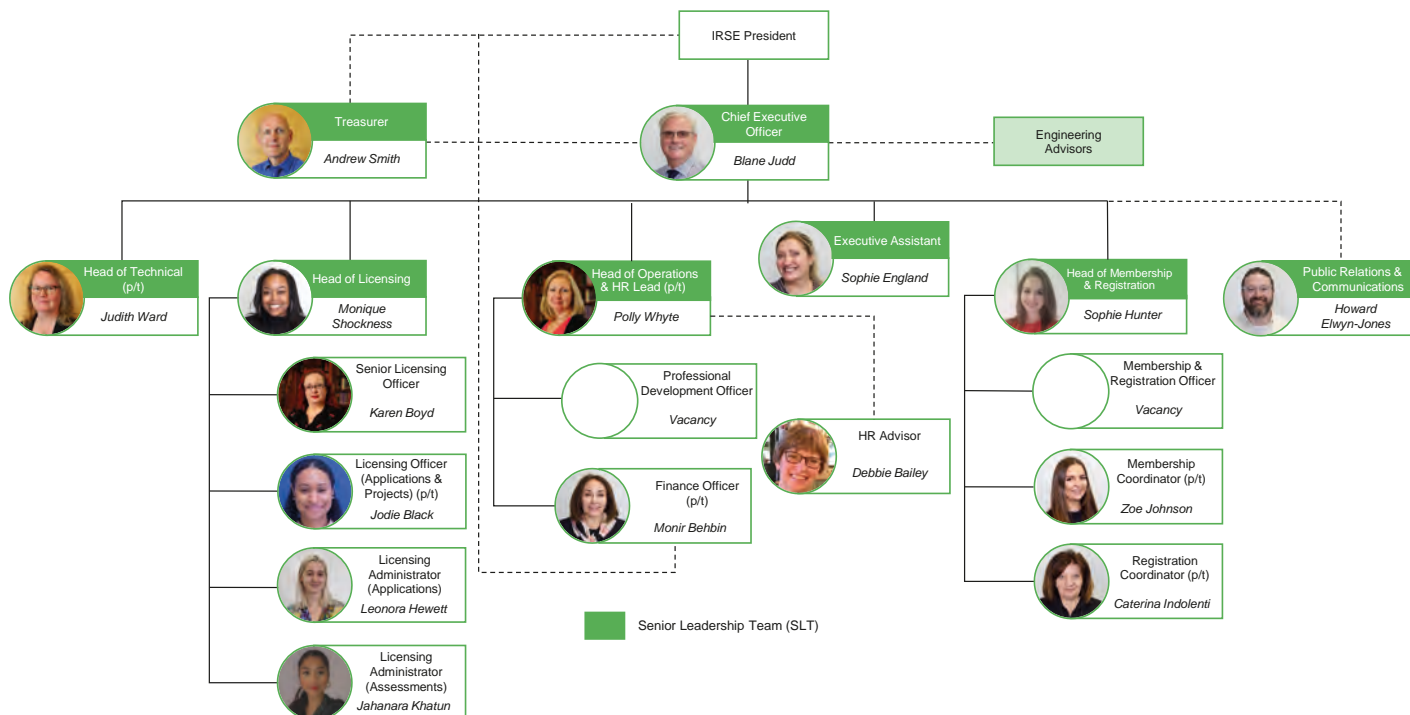 IRSE President
Treasurer
Andrew Smith
Chief Executive
Officer
Blane Judd
Engineering
Advisors
Head of Technical
(p/t)
Judith Ward
Head of Licensing
Monique
Shockness
Head of Operations
& HR Lead (p/t)
Polly Whyte
Executive Assistant
Sophie England
Head of Membership
& Registration
Sophie Hunter
Public Relations &
Communications
Howard
Elwyn-Jones
Senior Licensing
Officer
Karen Boyd
Professional
Development Officer
Vacancy
Membership &
Registration Officer
Vacancy
HR Advisor
Debbie Bailey
Licensing Officer
(Applications &
Projects) (p/t)
Jodie Black
Finance Officer
(p/t)
Monir Behbin
Membership
Coordinator (p/t)
Zoe Johnson
Licensing
Administrator
(Applications)
Leonora Hewett
Registration
Coordinator (p/t)
Caterina Indolenti
Senior Leadership Team (SLT)
Licensing
Administrator
(Assessments)
Jahanara Khatun